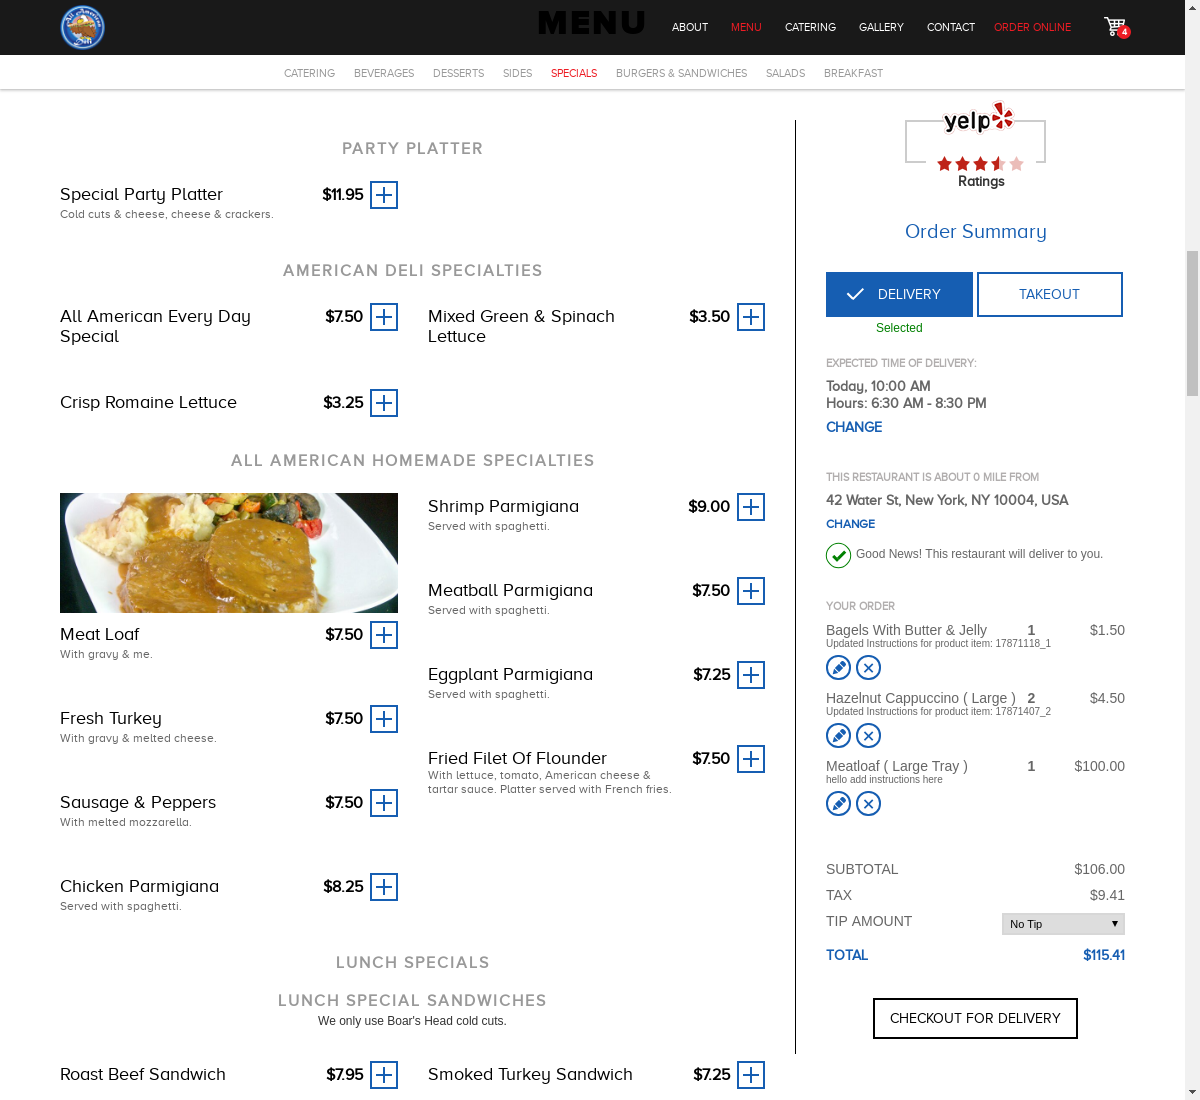 All American
Deli
MENU
ABOUT
MENU
CATERING
GALLERY
CONTACT
ORDER ONLINE
4
CATERING
BEVERAGES
DESSERTS
SIDES
SPECIALS
BURGERS & SANDWICHES
SALADS
BREAKFAST
PARTY PLATTER
Special Party Platter $11.95
Cold cuts & cheese, cheese & crackers.
AMERICAN DELI SPECIALTIES
All American Every Day $7.50
Special
Mixed Green & Spinach $3.50
Lettuce
Crisp Romaine Lettuce $3.25
ALL AMERICAN HOMEMADE SPECIALTIES
Meat Loaf $7.50
With gravy & me.
Fresh Turkey $7.50
With gravy & melted cheese.
Sausage & Peppers $7.50
With melted mozzarella.
Chicken Parmigiana $8.25
Served with spaghetti.
Shrimp Parmigiana $9.00
Served with spaghetti.
Meatball Parmigiana $7.50
Served with spaghetti.
Eggplant Parmigiana $7.25
Served with spaghetti.
Fried Filet Of Flounder $7.50
With lettuce, tomato, American cheese &
tartar sauce. Platter served with French fries.
LUNCH SPECIALS
LUNCH SPECIAL SANDWICHES
We only use Boar's Head cold cuts.
Roast Beef Sandwich $7.95
Smoked Turkey Sandwich $7.25
yelp
Ratings
Order Summary
DELIVERY
TAKEOUT
Selected
EXPECTED TIME OF DELIVERY:
Today, 10:00 AM
Hours: 6:30 AM - 8:30 PM
CHANGE
THIS RESTAURANT IS ABOUT 0 MILE FROM
42 Water St, New York, NY 10004, USA
CHANGE
Good News! This restaurant will deliver to you.
YOUR ORDER
Bagels With Butter & Jelly 1 $1.50
Updated Instructions for product item: 17871118_1
Hazelnut Cappuccino ( Large ) 2 $4.50
Updated Instructions for product item: 17871407_2
Meatloaf ( Large Tray ) 1 $100.00
hello add instructions here
SUBTOTAL $106.00
TAX $9.41
TIP AMOUNT No Tip
TOTAL $115.41
CHECKOUT FOR DELIVERY